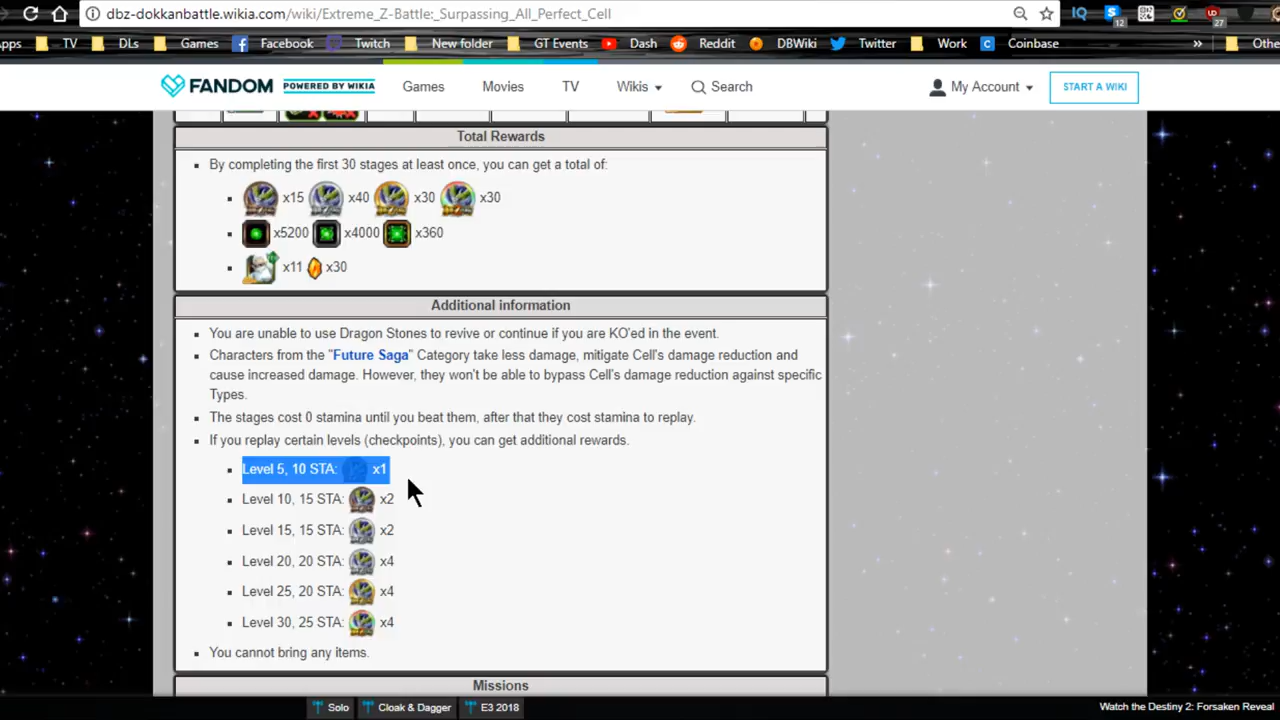 dbz-dokkanbattle.wikia.com/wiki/Extreme_Z-Battle:_Surpassing_All_Perfect_Cell
IQ 12 27
pps TV DLs Games Facebook Twitch New folder GT Events Dash Reddit DBWiki Twitter Work Coinbase » Othe
FANDOM POWERED BY WIKIA Games Movies TV Wikis Search My Account START A WIKI
Total Rewards
By completing the first 30 stages at least once, you can get a total of:
x15 x40 x30 x30
x5200 x4000 x360
x11 x30
Additional information
You are unable to use Dragon Stones to revive or continue if you are KO'ed in the event.
Characters from the "Future Saga" Category take less damage, mitigate Cell's damage reduction and
cause increased damage. However, they won't be able to bypass Cell's damage reduction against specific
Types.
The stages cost 0 stamina until you beat them, after that they cost stamina to replay.
If you replay certain levels (checkpoints), you can get additional rewards.
Level 5, 10 STA: x1
Level 10, 15 STA: x2
Level 15, 15 STA: x2
Level 20, 20 STA: x4
Level 25, 20 STA: x4
Level 30, 25 STA: x4
You cannot bring any items.
Missions
Solo Cloak & Dagger E3 2018 Watch the Destiny 2: Forsaken Reveal